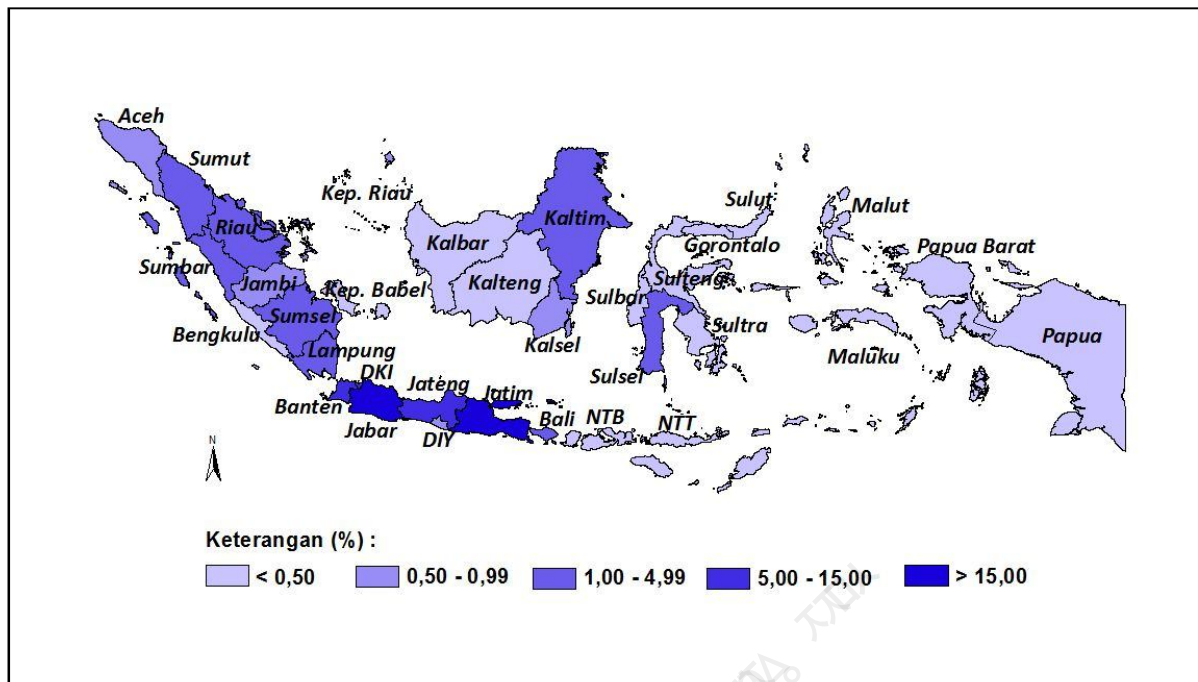 Aceh
Sumut
Kep. Riau
Riau
Sumbar
Jambi
Kep. Babel
Sumsel
Bengkulu
Lampung
DKI
Banten
Jabar
Jateng
DIY
Jatim
Bali
NTB
NTT
Kalbar
Kalteng
Kaltim
Kalsel
Sulut
Gorontalo
Sulteng
Sulbar
Sultra
Sulsel
Malut
Maluku
Papua Barat
Papua
N
Keterangan (%) :
< 0,50 0,50 - 0,99 1,00 - 4,99 5,00 - 15,00 > 15,00